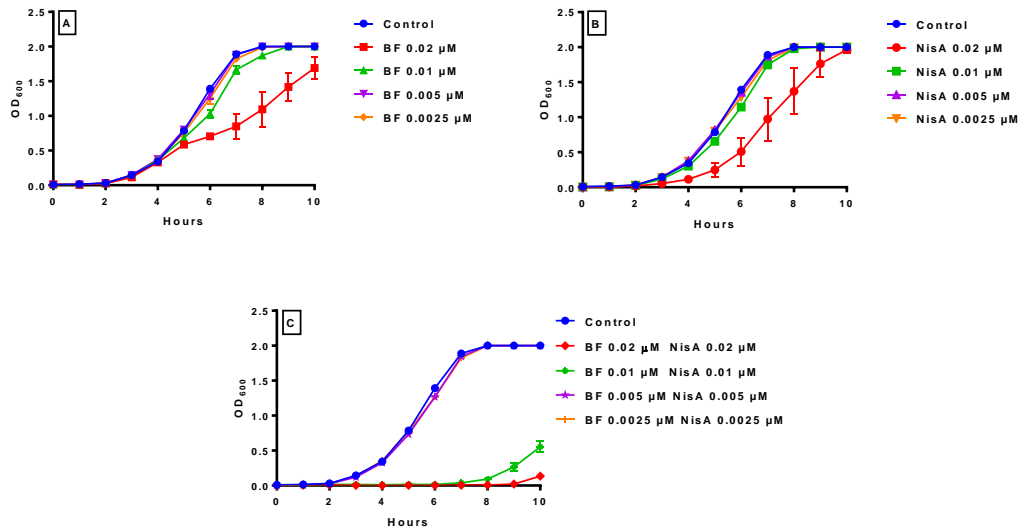 A
OD600
2.5
2.0
1.5
1.0
0.5
0.0
0 2 4 6 8 10
Hours
Control
BF 0.02 µM
BF 0.01 µM
BF 0.005 µM
BF 0.0025 µM
B
OD600
2.5
2.0
1.5
1.0
0.5
0.0
0 2 4 6 8 10
Hours
Control
NisA 0.02 µM
NisA 0.01 µM
NisA 0.005 µM
NisA 0.0025 µM
C
OD600
2.5
2.0
1.5
1.0
0.5
0.0
0 2 4 6 8 10
Hours
Control
BF 0.02 µM NisA 0.02 µM
BF 0.01 µM NisA 0.01 µM
BF 0.005 µM NisA 0.005 µM
BF 0.0025 µM NisA 0.0025 µM